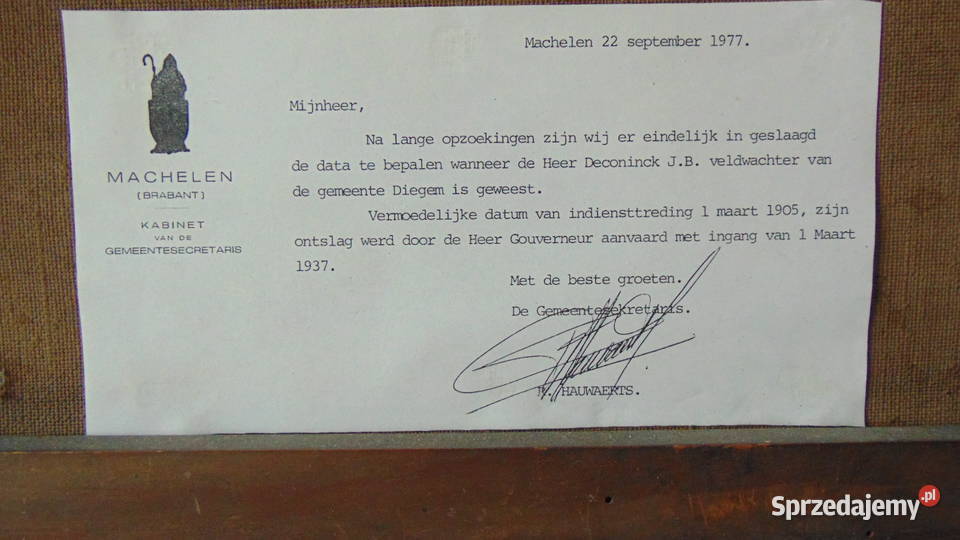 Machelen 22 september 1977.
MACHELEN
(BRABANT)
KABINET
VAN DE
GEMEENTESECRETARIS
Mijnheer,
Na lange opzoekingen zijn wij er eindelijk in geslaagd
de data te bepalen wanneer de Heer Deconinck J.B. veldwachter van
de gemeente Diegem is geweest.
Vermoedelijke datum van indiensttreding 1 maart 1905, zijn
ontslag werd door de Heer Gouverneur aanvaard met ingang van 1 Maart
1937.
Met de beste groeten.
De Gemeentesekretaris.
HAUWAERTS.
Sprzedajemy.pl